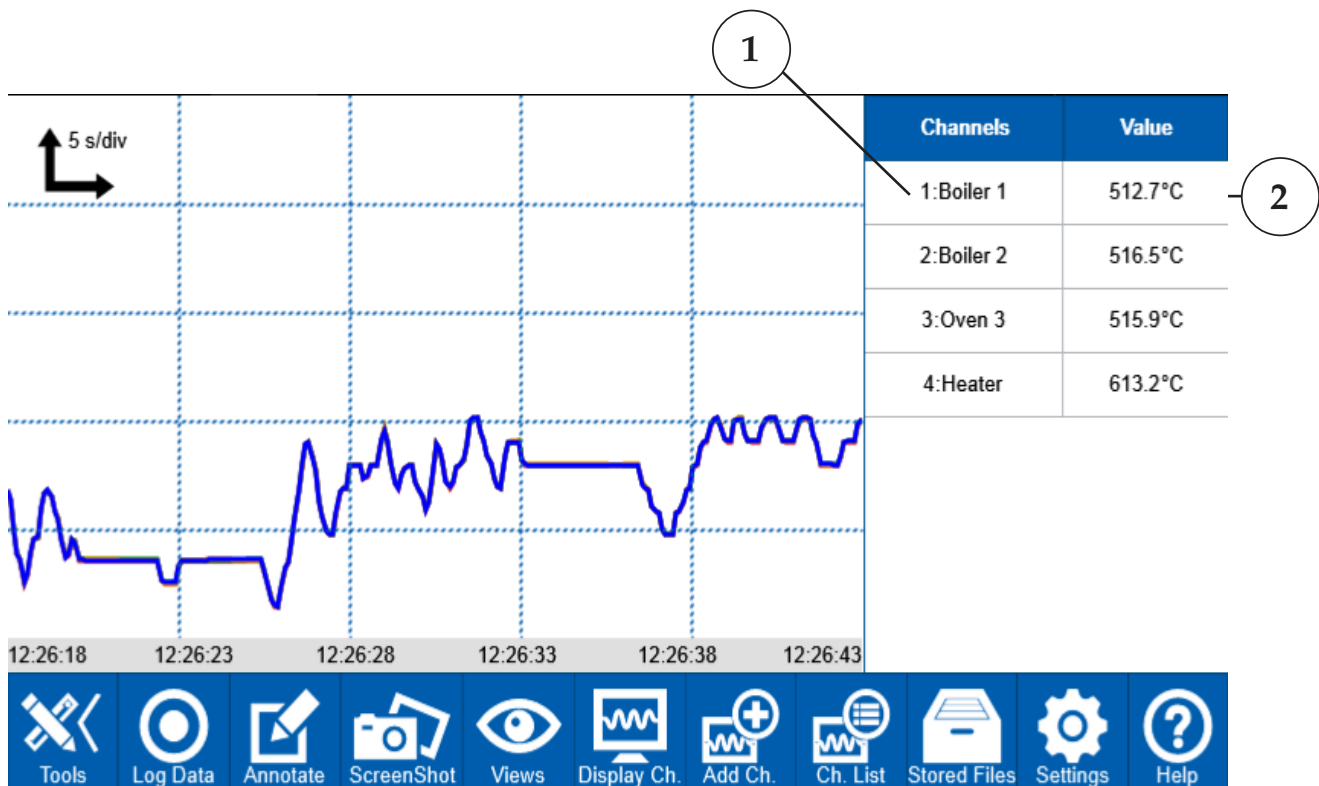 1
5 s/div
Channels Value
1:Boiler 1 512.7°C
2
2:Boiler 2 516.5°C
3:Oven 3 515.9°C
4:Heater 613.2°C
12:26:18 12:26:23 12:26:28 12:26:33 12:26:38 12:26:43
Tools Log Data Annotate ScreenShot Views Display Ch. Add Ch. Ch. List Stored Files Settings Help